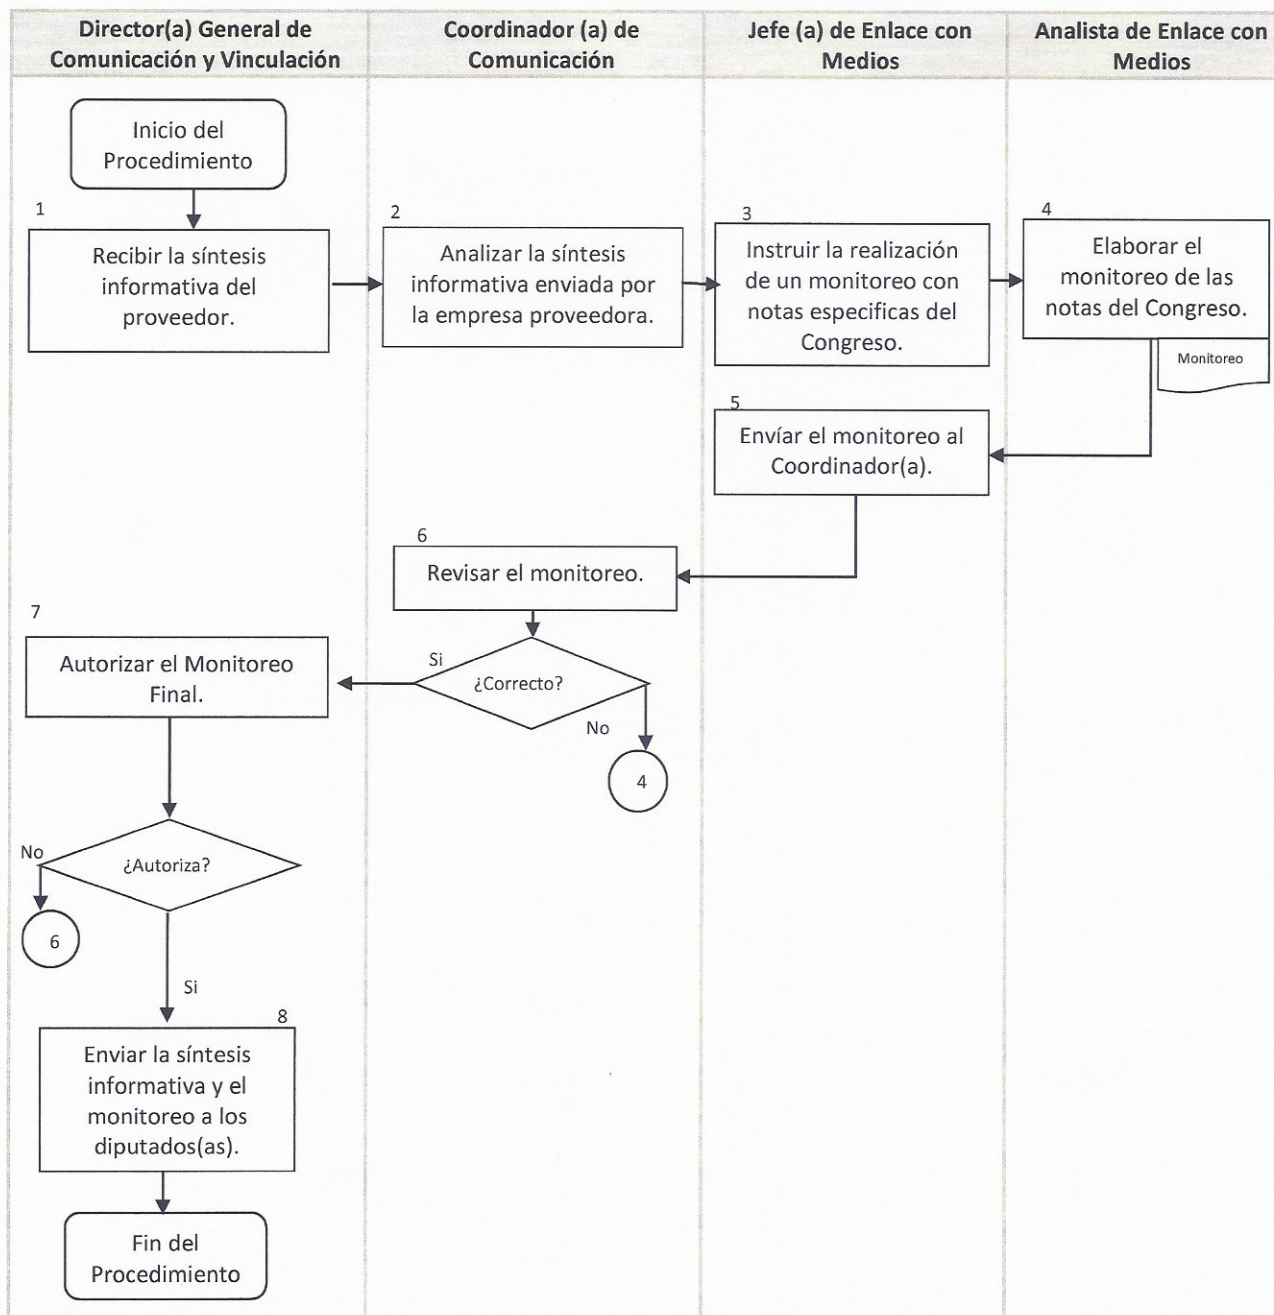 Director(a) General de
Comunicación y Vinculación
Coordinador (a) de
Comunicación
Jefe (a) de Enlace con
Medios
Analista de Enlace con
Medios
Inicio del
Procedimiento
1
Recibir la síntesis
informativa del
proveedor.
2
Analizar la síntesis
informativa enviada por
la empresa proveedora.
3
Instruir la realización
de un monitoreo con
notas especificas del
Congreso.
4
Elaborar el
monitoreo de las
notas del Congreso.
Monitoreo
5
Envíar el monitoreo al
Coordinador(a).
6
Revisar el monitoreo.
¿Correcto?
Si
No
4
7
Autorizar el Monitoreo
Final.
¿Autoriza?
No
6
Si
8
Enviar la síntesis
informativa y el
monitoreo a los
diputados(as).
Fin del
Procedimiento